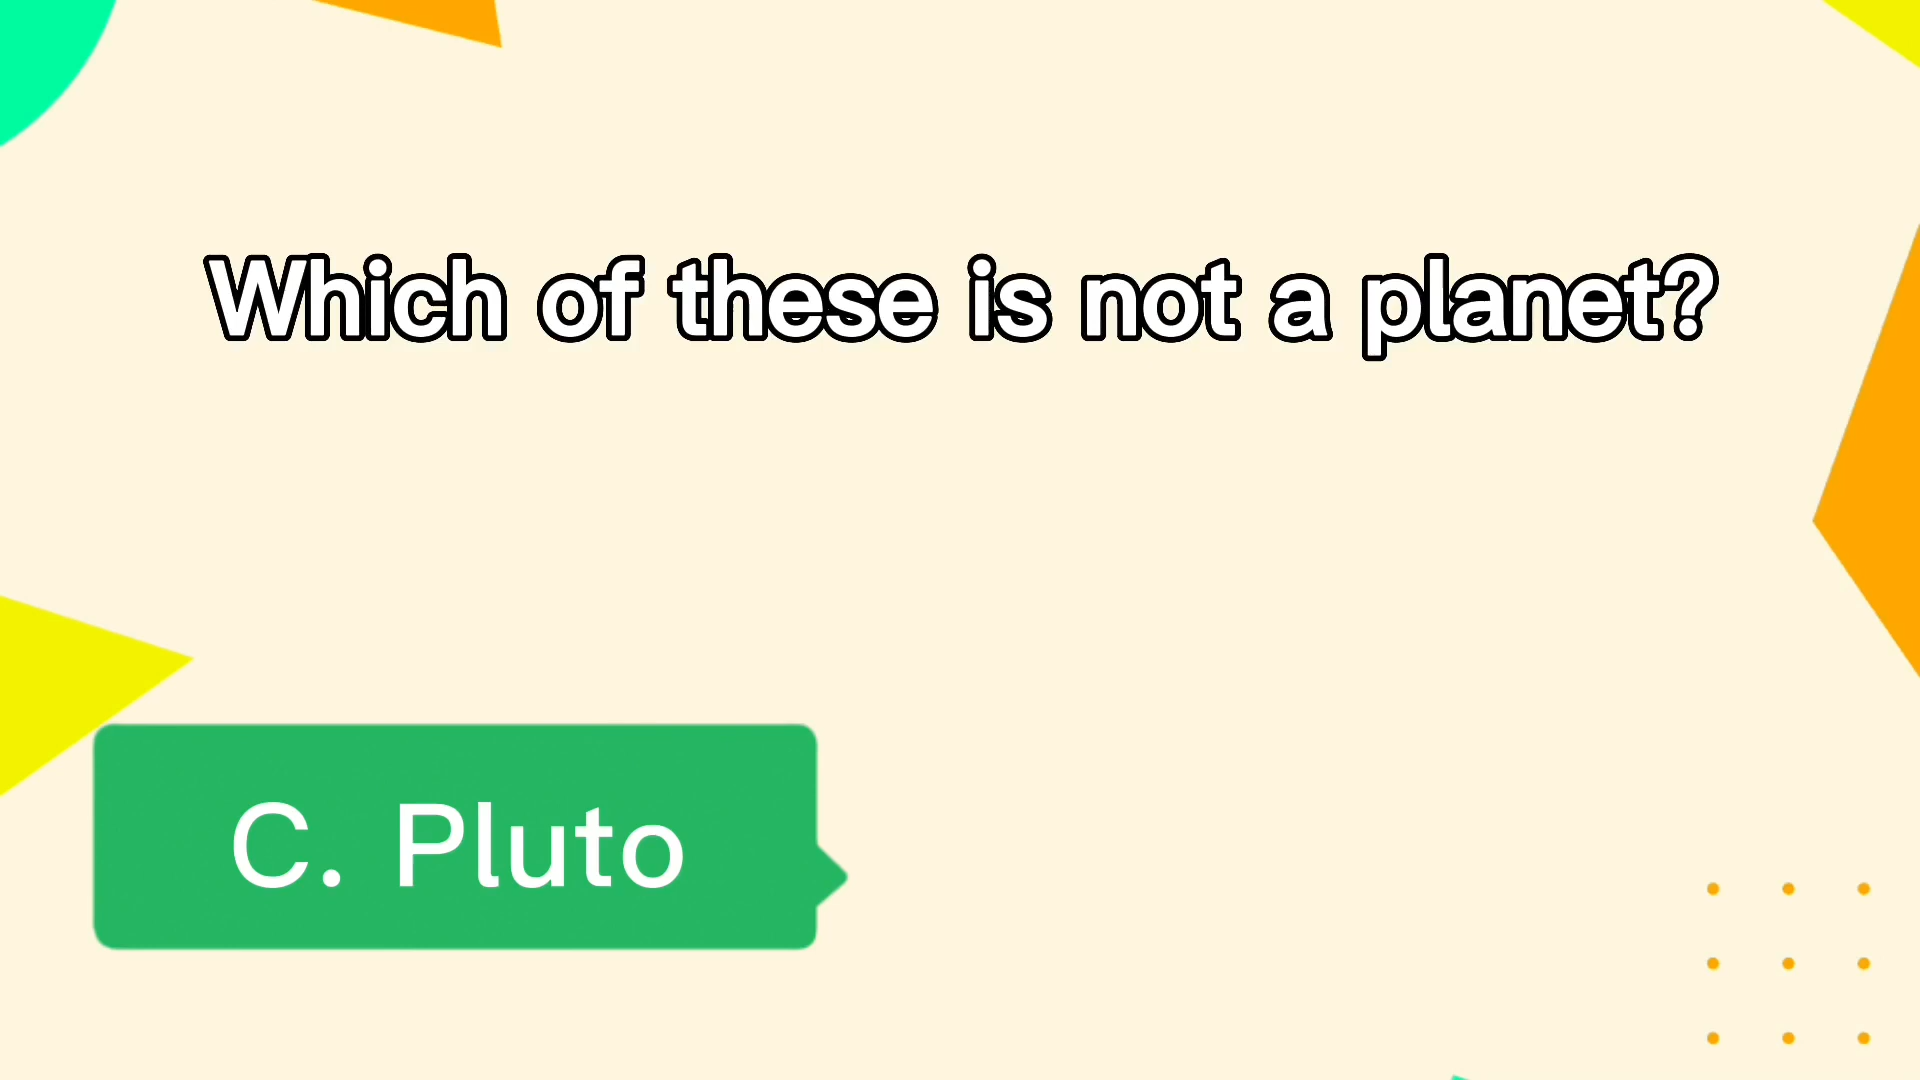 Which of these is not a planet?
C. Pluto